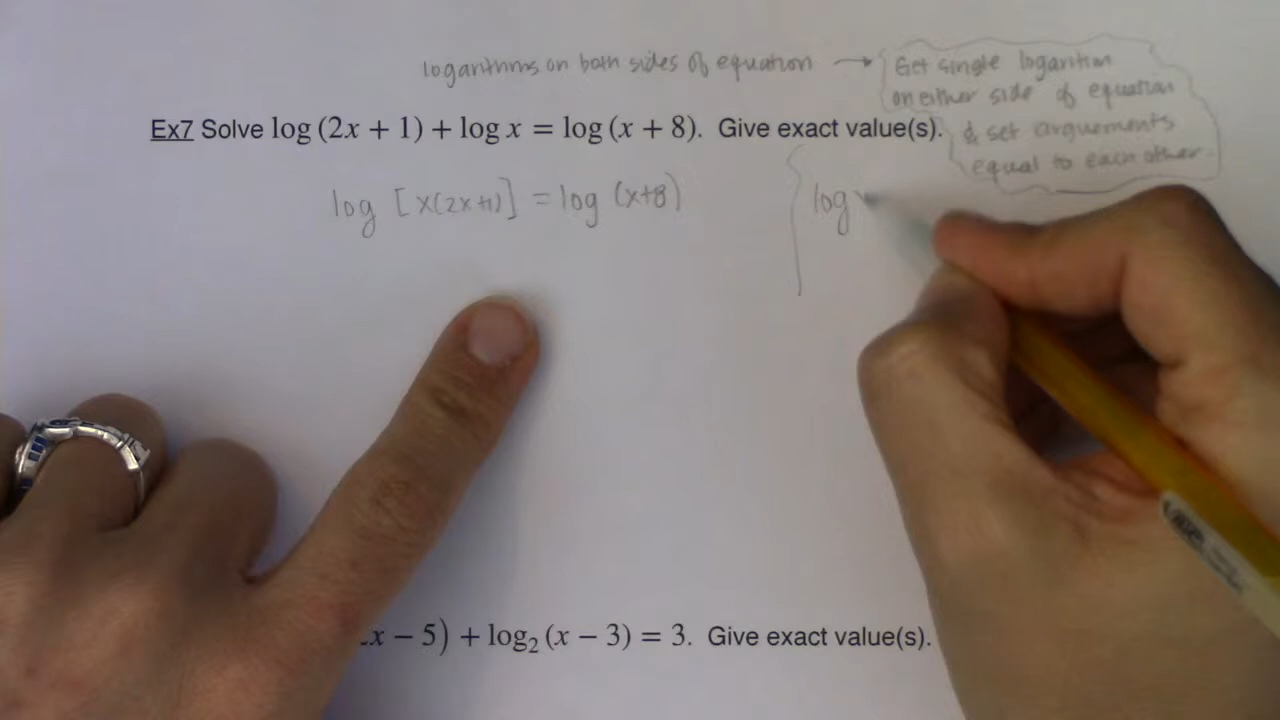 logarithms on both sides of equation → Get single logarithm
on either side of equation
& set arguements
equal to each other.
Ex7 Solve log (2x + 1) + log x = log (x + 8). Give exact value(s).
log [x(2x+1)] = log (x+8)
log
x − 5) + log₂ (x − 3) = 3. Give exact value(s).